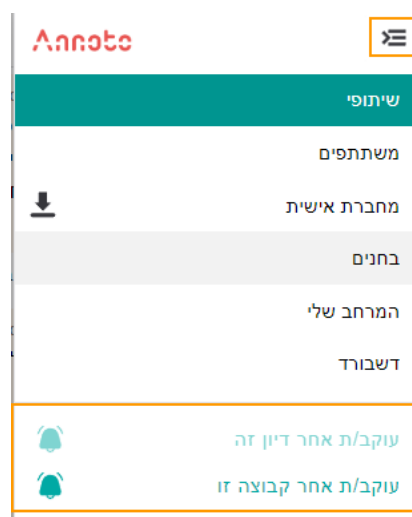 Annoto
שיתופי
משתתפים
מחברת אישית
בחנים
המרחב שלי
דשבורד
עוקב/ת אחר דיון זה
עוקב/ת אחר קבוצה זו